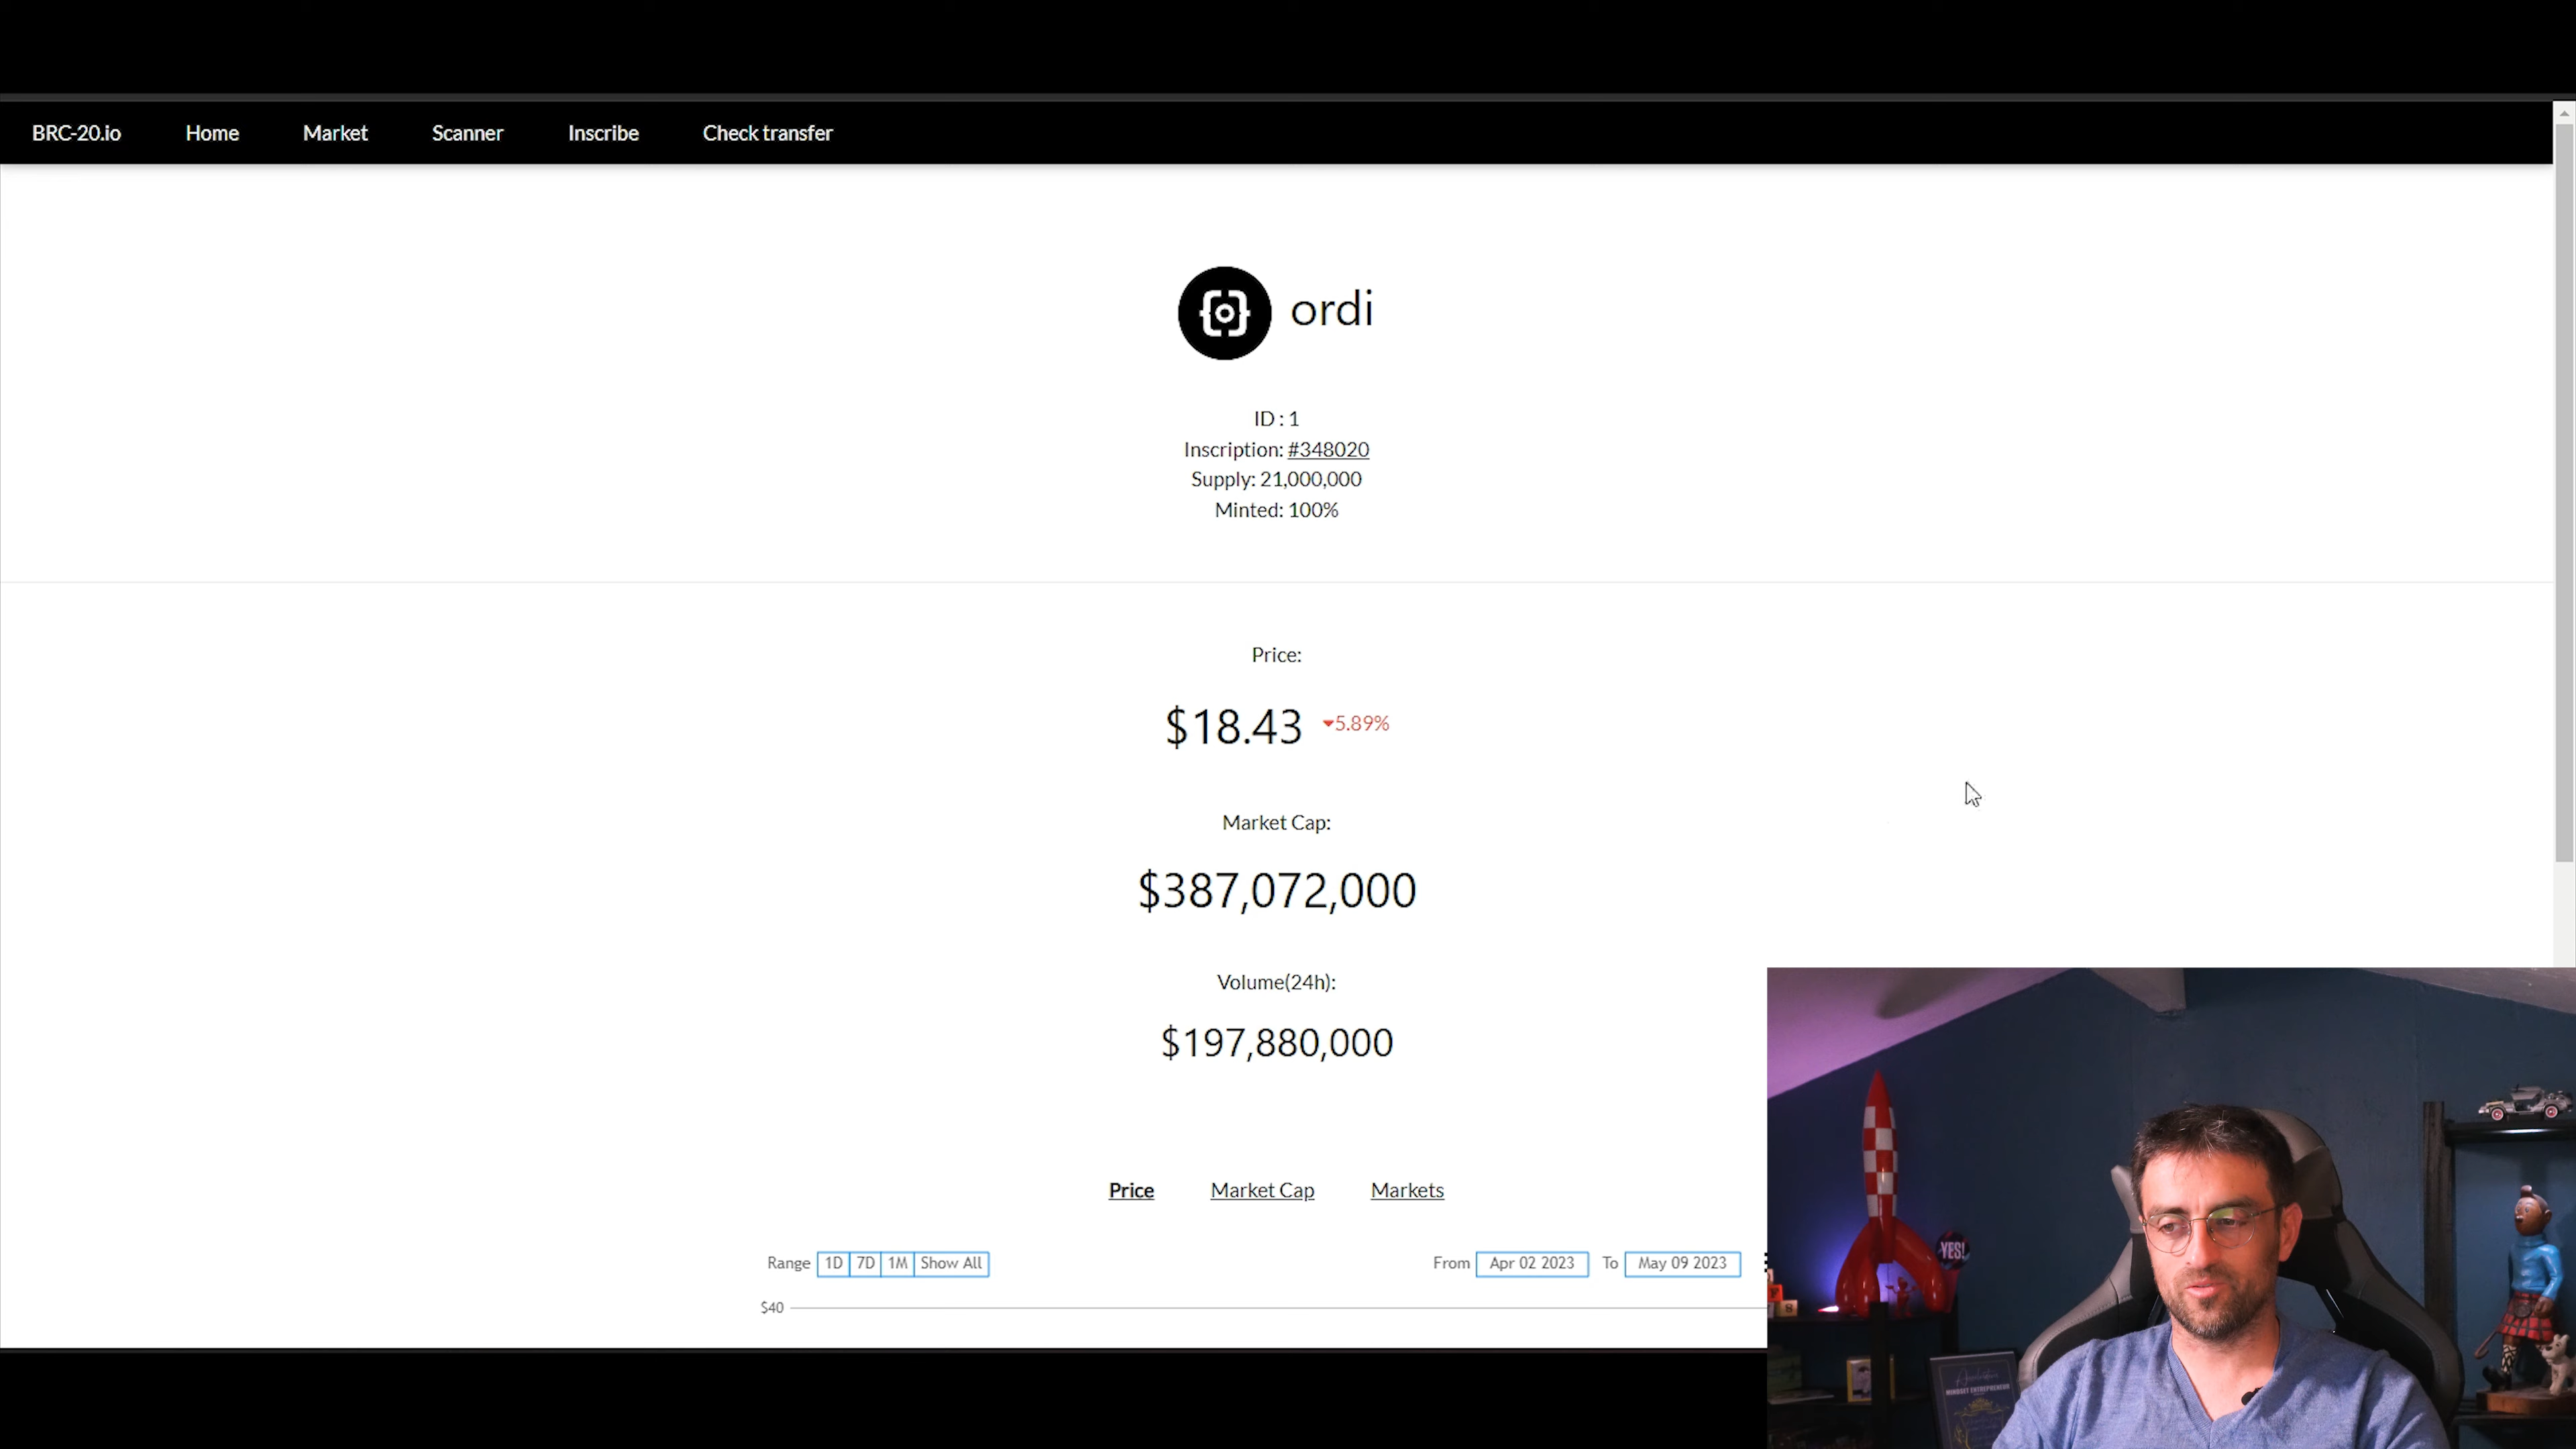 BRC-20.io Home Market Scanner Inscribe Check transfer
ordi
ID : 1
Inscription: #348020
Supply: 21,000,000
Minted: 100%
Price:
$18.43 5.89%
Market Cap:
$387,072,000
Volume(24h):
$197,880,000
Price Market Cap Markets
Range 1D 7D 1M Show All From Apr 02 2023 To May 09 2023
$40
YES!
MINDSET ENTREPRENEUR